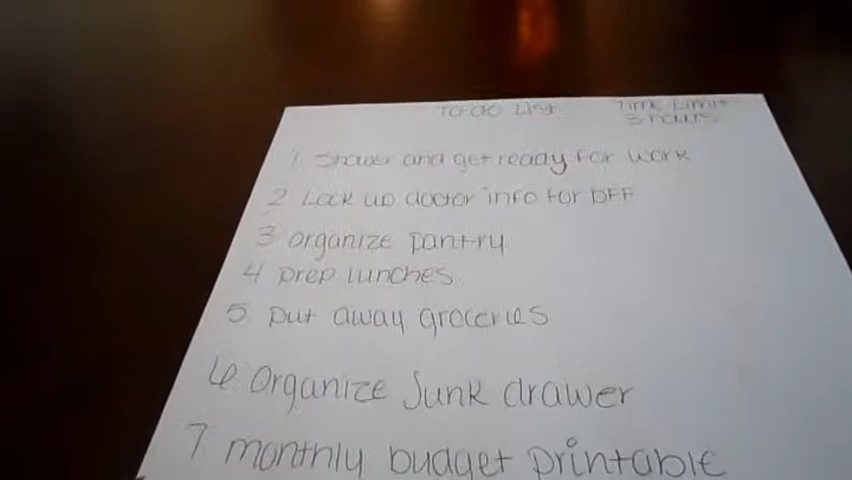 To do List
Time Limit
3 hours
1 Shower and get ready for work
2 Look up doctor info for BFF
3 organize pantry
4 prep lunches
5 put away groceries
6 organize Junk drawer
7 monthly budget printable